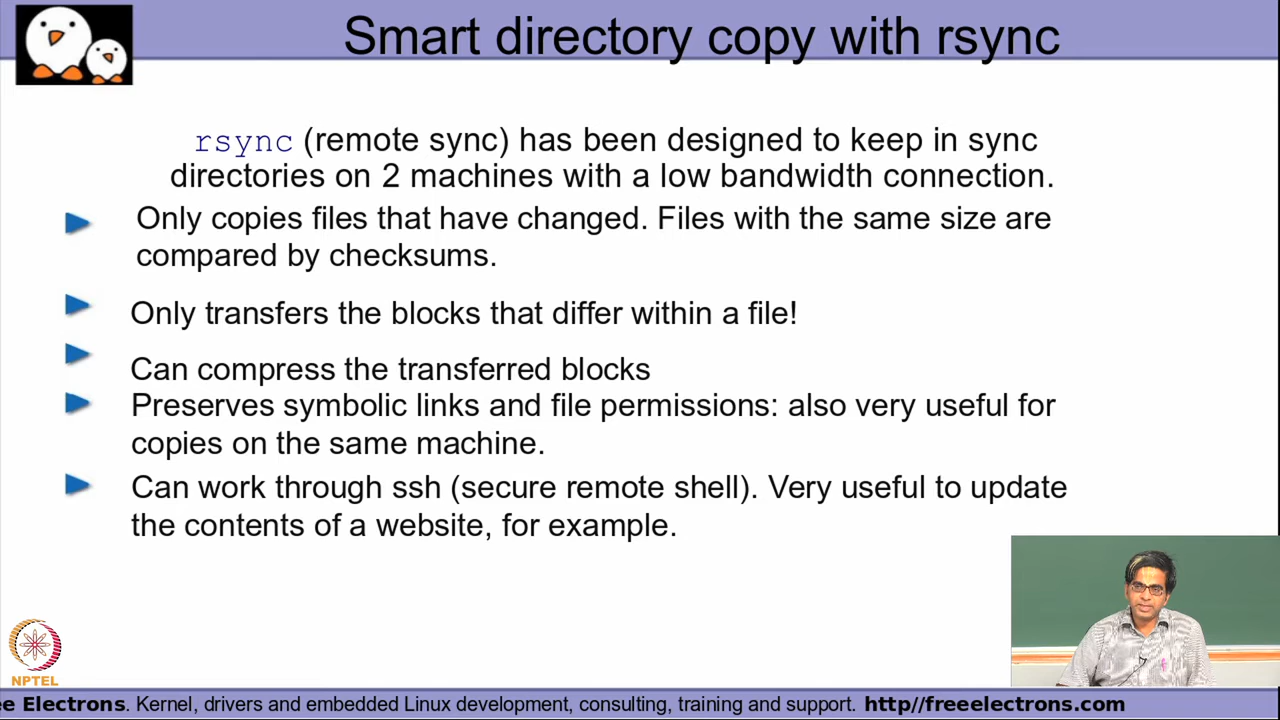 Smart directory copy with rsync
rsync (remote sync) has been designed to keep in sync
directories on 2 machines with a low bandwidth connection.
Only copies files that have changed. Files with the same size are
compared by checksums.
Only transfers the blocks that differ within a file!
Can compress the transferred blocks
Preserves symbolic links and file permissions: also very useful for
copies on the same machine.
Can work through ssh (secure remote shell). Very useful to update
the contents of a website, for example.
NPTEL
ee Electrons. Kernel, drivers and embedded Linux development, consulting, training and support. http//freeelectrons.com